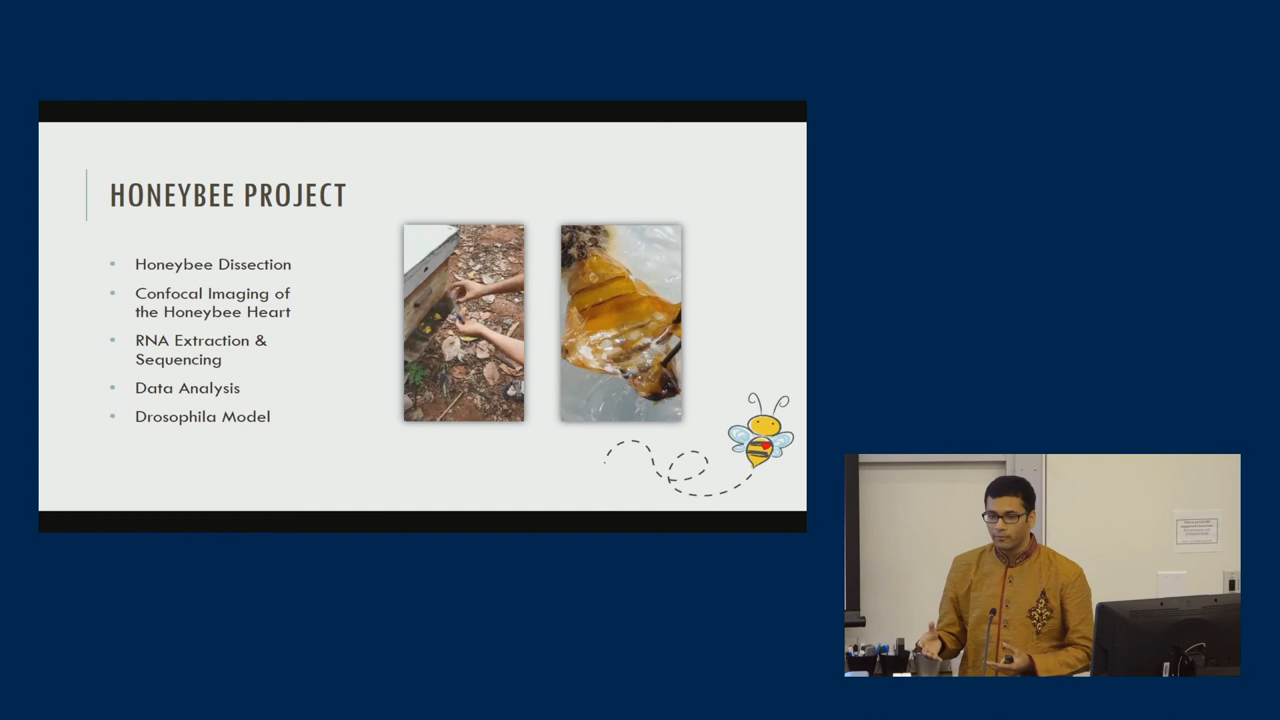 HONEYBEE PROJECT
• Honeybee Dissection
• Confocal Imaging of
the Honeybee Heart
• RNA Extraction &
Sequencing
• Data Analysis
• Drosophila Model